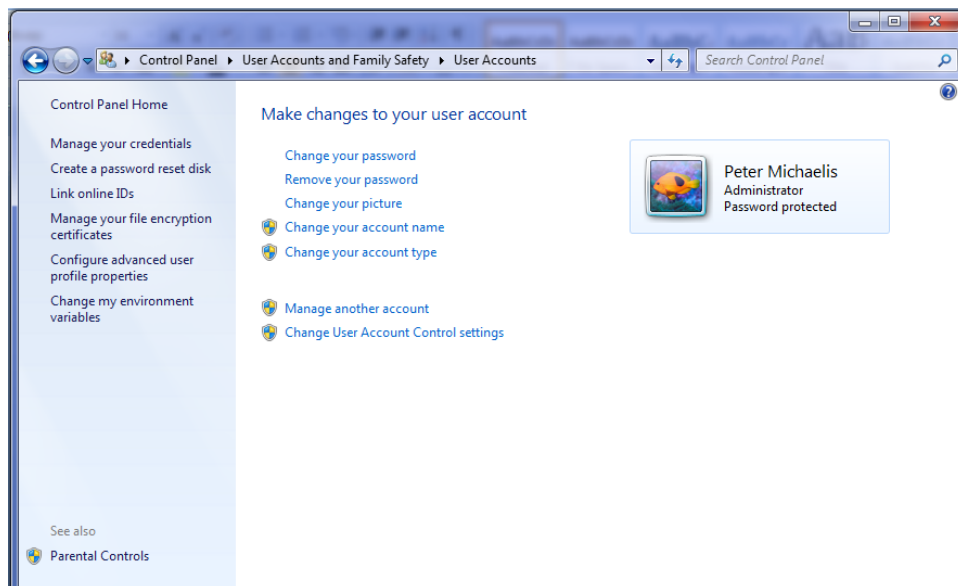 Control Panel ▸ User Accounts and Family Safety ▸ User Accounts
Search Control Panel
Control Panel Home
Manage your credentials
Create a password reset disk
Link online IDs
Manage your file encryption
certificates
Configure advanced user
profile properties
Change my environment
variables
See also
Parental Controls
Make changes to your user account
Change your password
Remove your password
Change your picture
Change your account name
Change your account type
Manage another account
Change User Account Control settings
Peter Michaelis
Administrator
Password protected